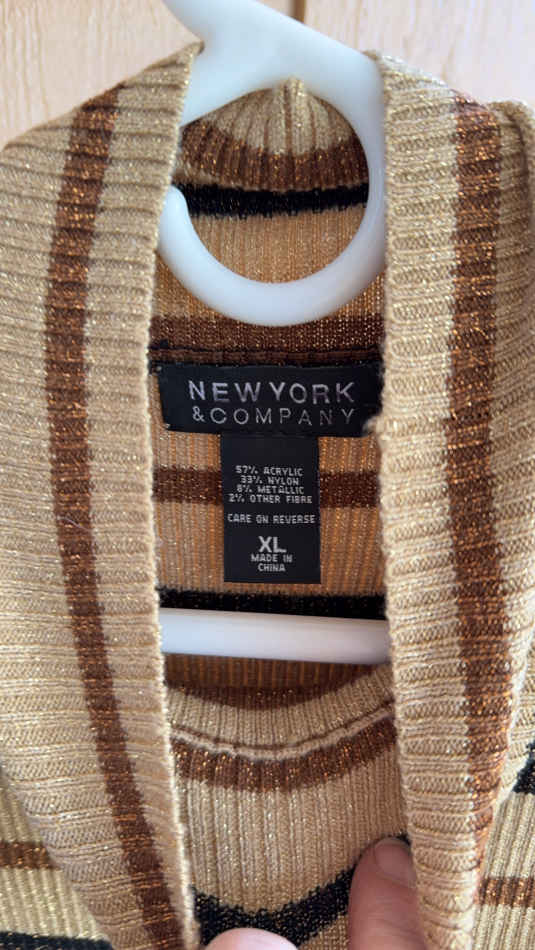 NEW YORK
& COMPANY
57% ACRYLIC
33% NYLON
8% METALLIC
2% OTHER FIBRE
CARE ON REVERSE
XL
MADE IN
CHINA